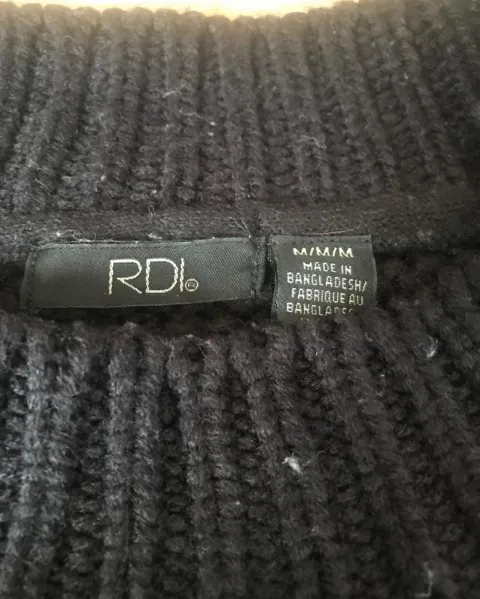 RDI®
M/M/M
MADE IN
BANGLADESH/
FABRIQUE AU